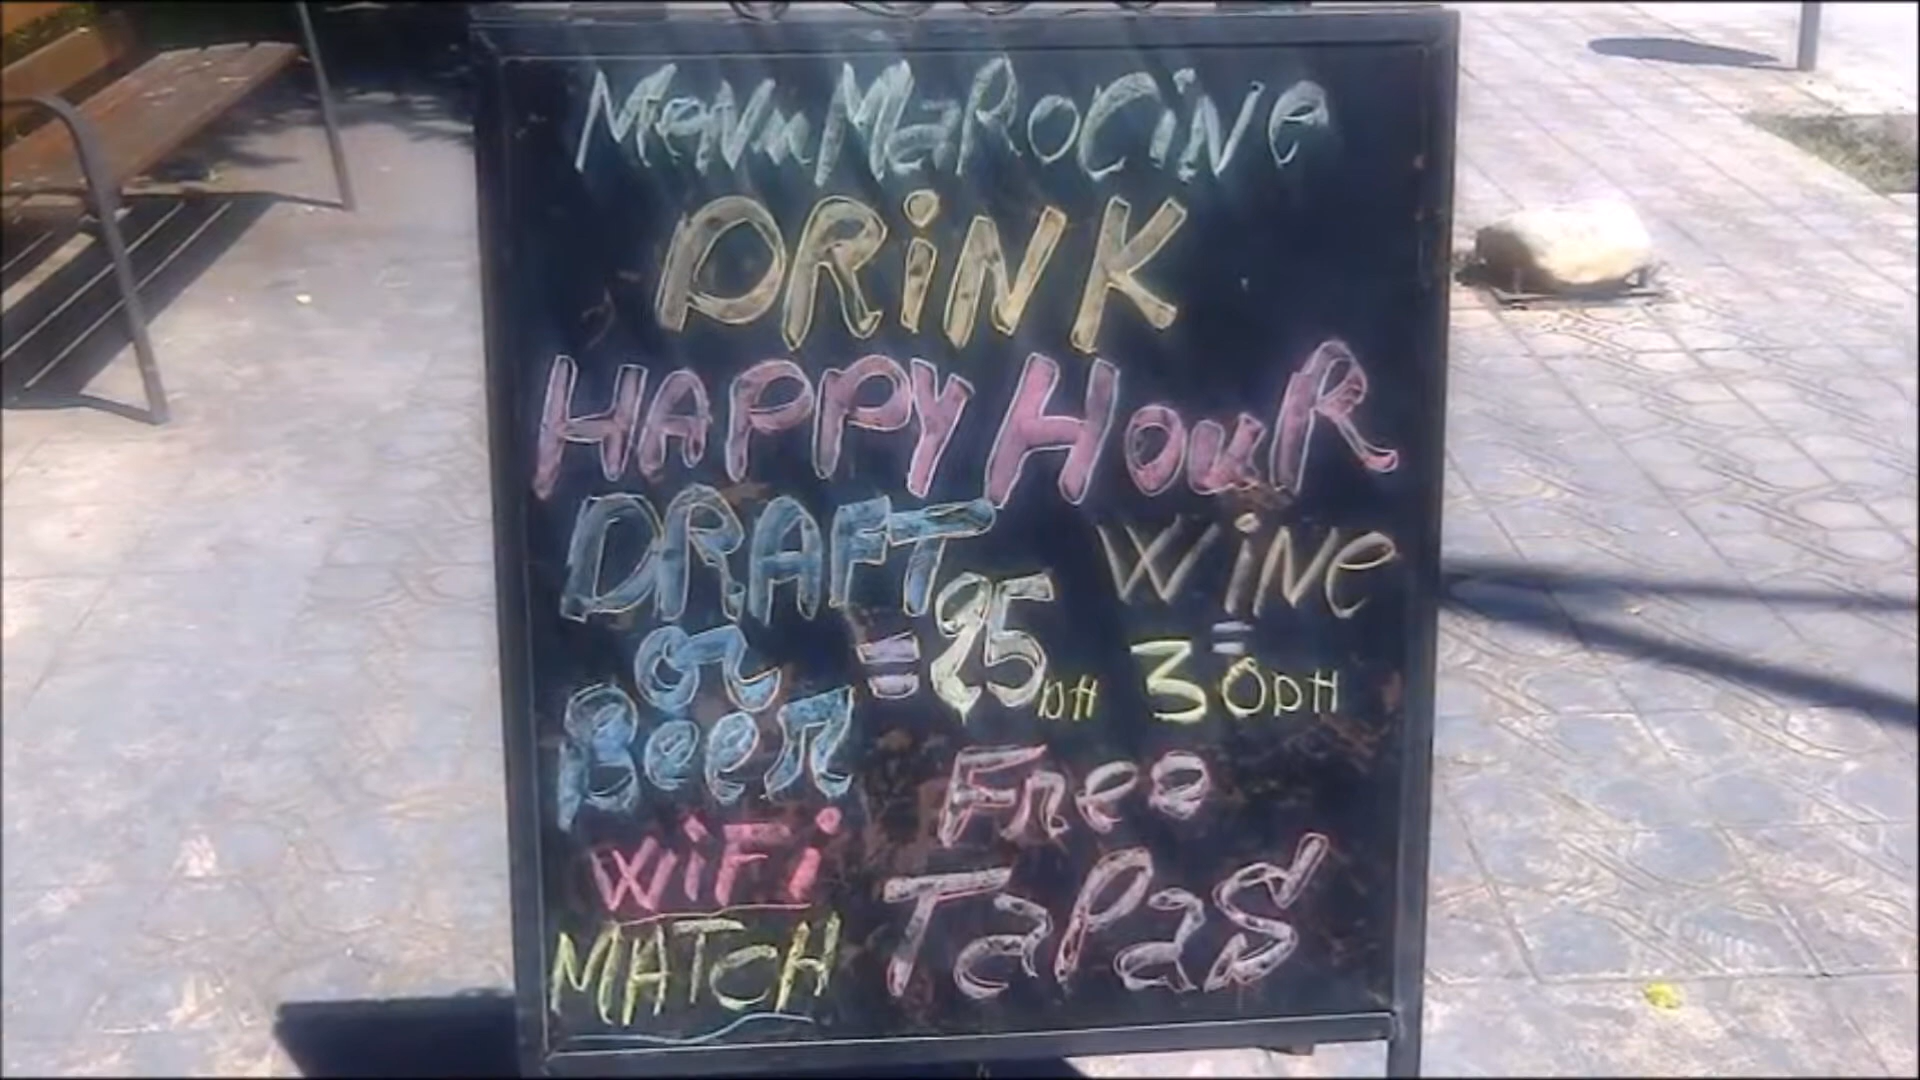 Menu MaRoCiNe
DRiNK
HAPPY HouR
DRAFT WiNe
or = 25DH = 30DH
Beer
Free
WiFi
TaPaS
MATcH